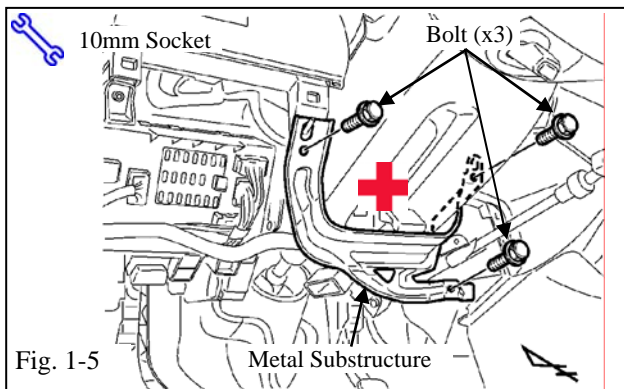 10mm Socket
Bolt (x3)
Fig. 1-5
Metal Substructure